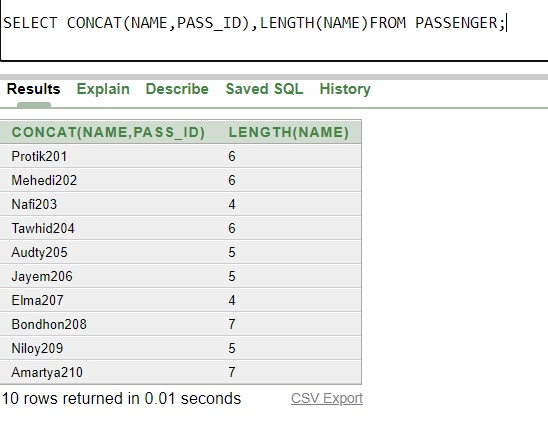 SELECT CONCAT(NAME,PASS_ID),LENGTH(NAME)FROM PASSENGER;
Results Explain Describe Saved SQL History
CONCAT(NAME,PASS_ID) LENGTH(NAME)
Protik201 6
Mehedi202 6
Nafi203 4
Tawhid204 6
Audty205 5
Jayem206 5
Elma207 4
Bondhon208 7
Niloy209 5
Amartya210 7
10 rows returned in 0.01 seconds CSV Export